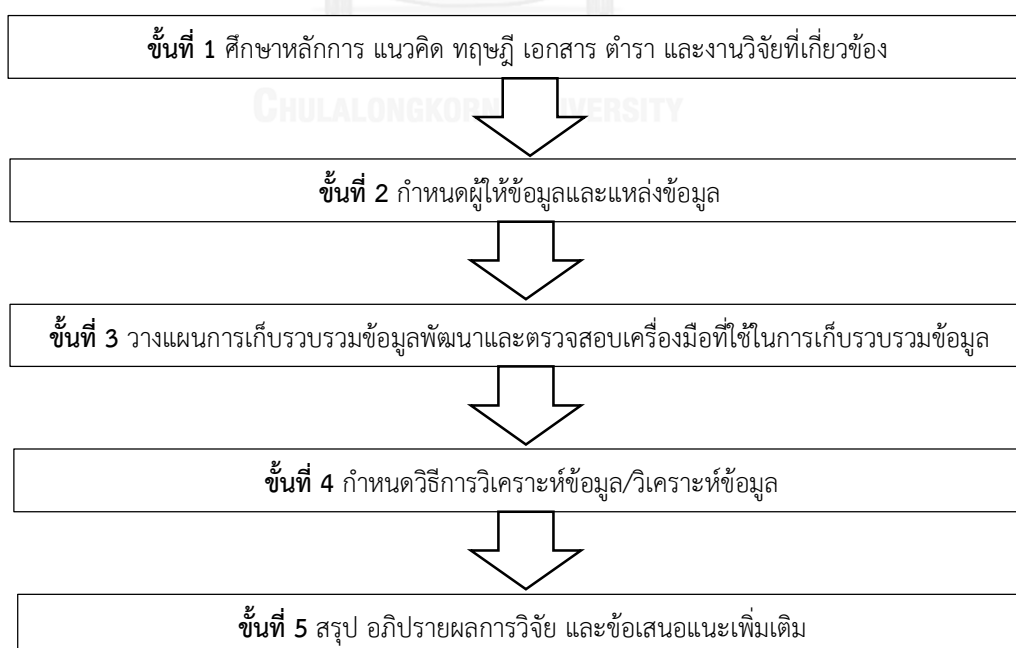 ขั้นที่ 1 ศึกษาหลักการ แนวคิด ทฤษฎี เอกสาร ตำรา และงานวิจัยที่เกี่ยวข้อง
CHULALONGKORN UNIVERSITY
ขั้นที่ 2 กำหนดผู้ให้ข้อมูลและแหล่งข้อมูล
ขั้นที่ 3 วางแผนการเก็บรวบรวมข้อมูลพัฒนาและตรวจสอบเครื่องมือที่ใช้ในการเก็บรวบรวมข้อมูล
ขั้นที่ 4 กำหนดวิธีการวิเคราะห์ข้อมูล/วิเคราะห์ข้อมูล
ขั้นที่ 5 สรุป อภิปรายผลการวิจัย และข้อเสนอแนะเพิ่มเติม